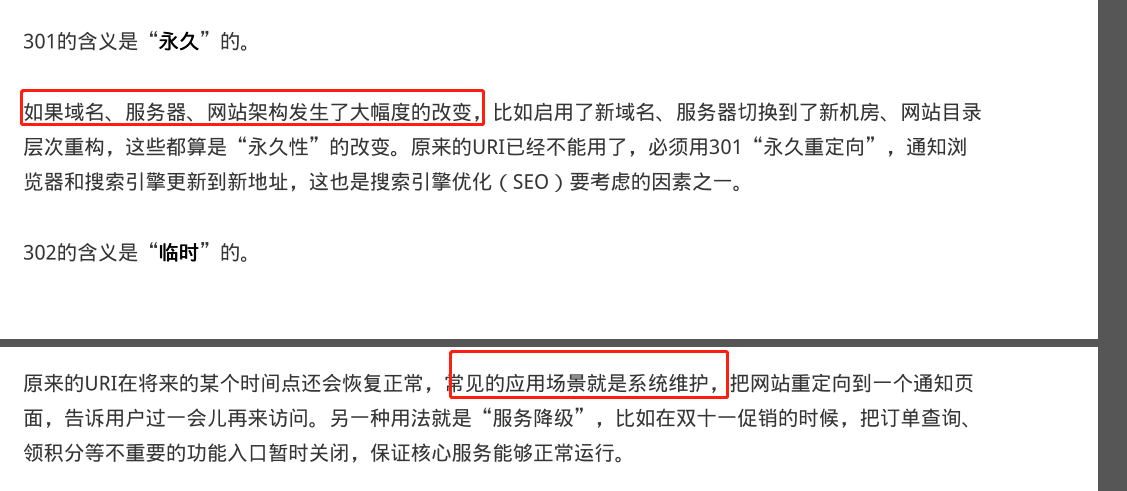 301的含义是“永久”的。
如果域名、服务器、网站架构发生了大幅度的改变，比如启用了新域名、服务器切换到了新机房、网站目录
层次重构，这些都算是“永久性”的改变。原来的URI已经不能用了，必须用301“永久重定向”，通知浏
览器和搜索引擎更新到新地址，这也是搜索引擎优化（SEO）要考虑的因素之一。
302的含义是“临时”的。
原来的URI在将来的某个时间点还会恢复正常，常见的应用场景就是系统维护，把网站重定向到一个通知页
面，告诉用户过一会儿再来访问。另一种用法就是“服务降级”，比如在双十一促销的时候，把订单查询、
领积分等不重要的功能入口暂时关闭，保证核心服务能够正常运行。